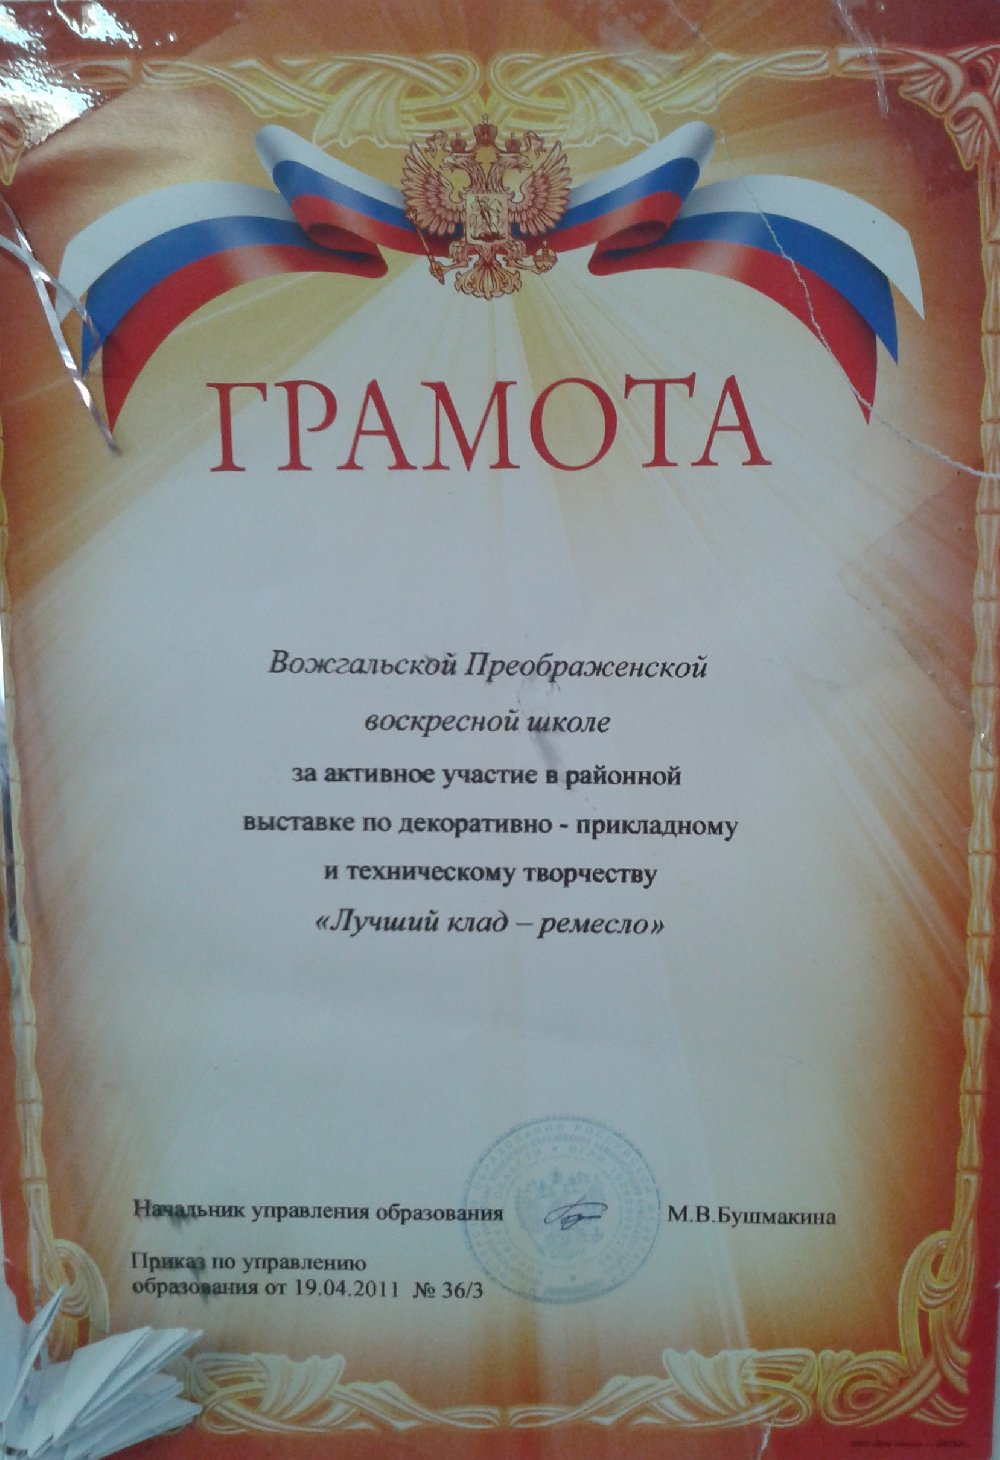 ГРАМОТА
Вожгальской Преображенской
воскресной школе
за активное участие в районной
выставке по декоративно - прикладному
и техническому творчеству
«Лучший клад – ремесло»
Начальник управления образования М.В.Бушмакина
Приказ по управлению
образования от 19.04.2011 № 36/3